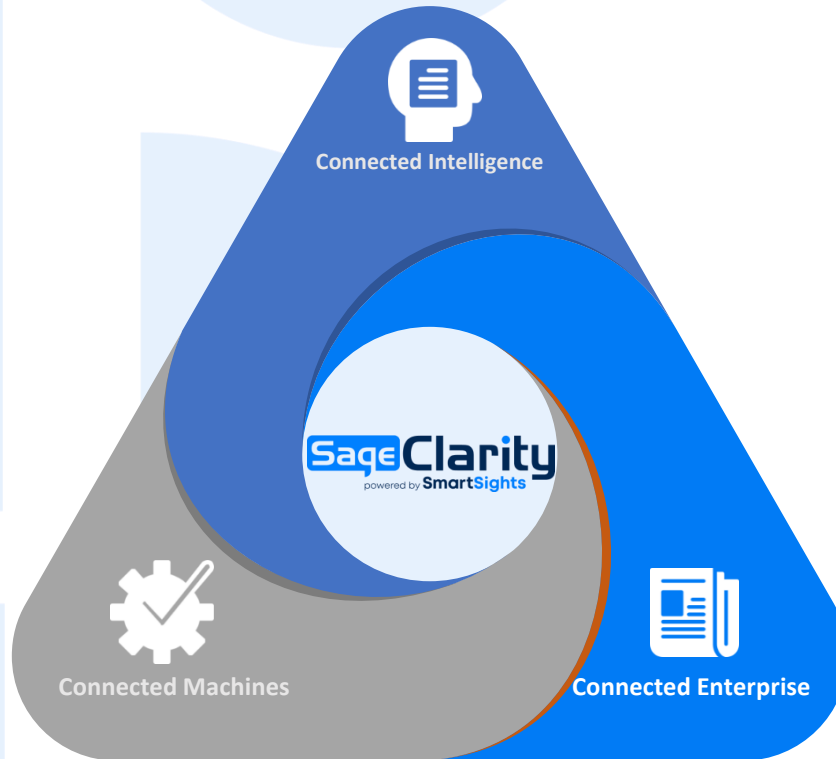 Connected Intelligence
SageClarity
powered by SmartSights
Connected Machines
Connected Enterprise